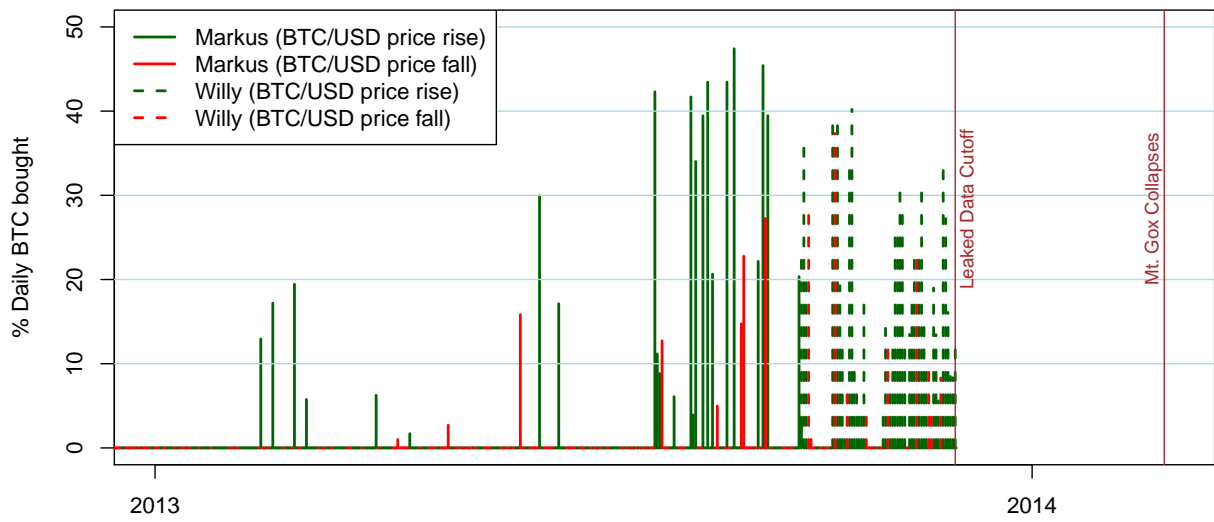 Markus (BTC/USD price rise)
Markus (BTC/USD price fall)
Willy (BTC/USD price rise)
Willy (BTC/USD price fall)
% Daily BTC bought
50
40
30
20
10
0
Leaked Data Cutoff
Mt. Gox Collapses
2013
2014